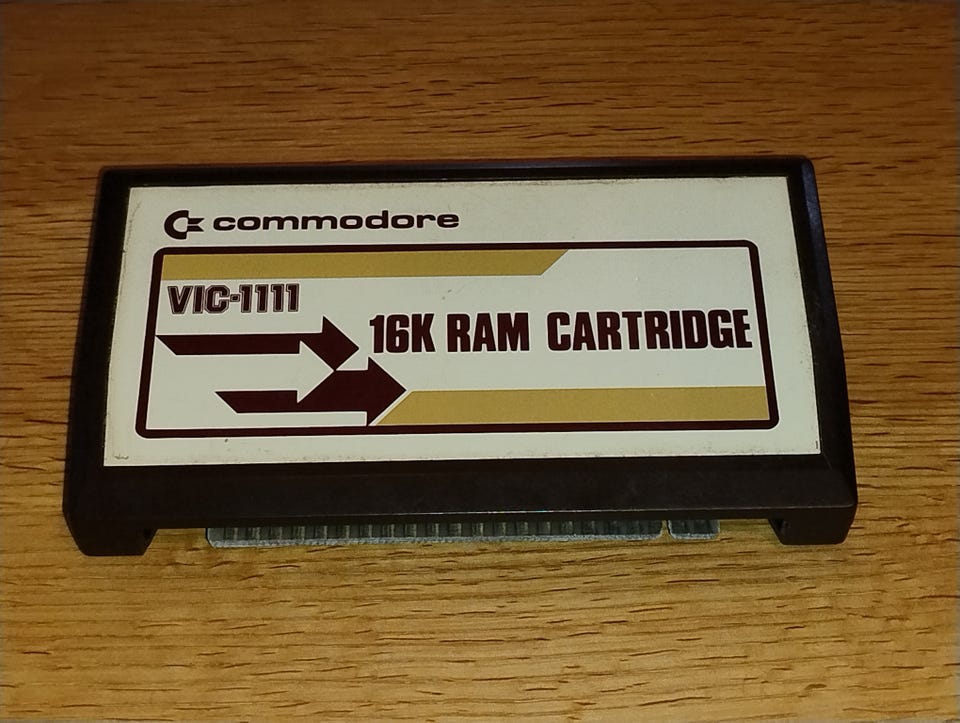 commodore
VIC-1111
16K RAM CARTRIDGE